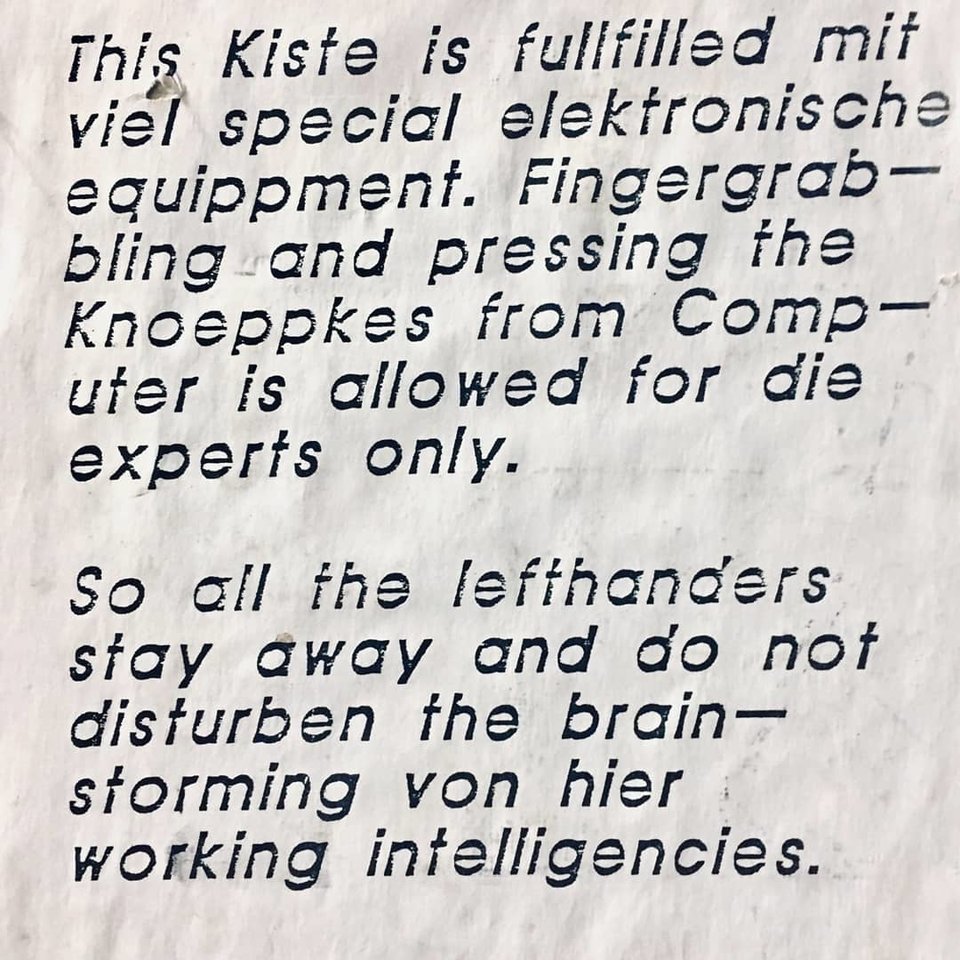 This Kiste is fullfilled mit
viel special elektronische
equippment. Fingergrab-
bling and pressing the
Knoeppkes from Comp-
uter is allowed for die
experts only.
So all the lefthanders
stay away and do not
disturben the brain-
storming von hier
working intelligencies.